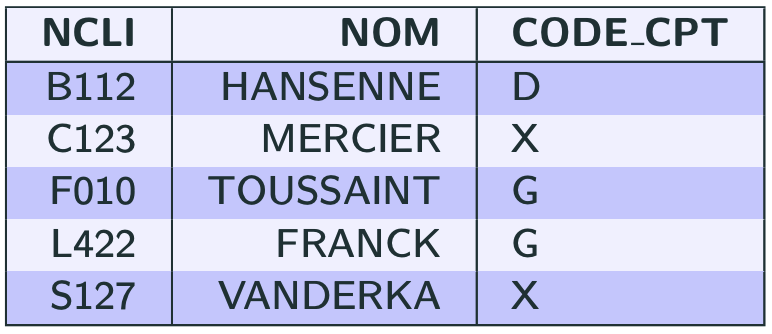 NCLI NOM CODE_CPT
B112 HANSENNE D
C123 MERCIER X
F010 TOUSSAINT G
L422 FRANCK G
S127 VANDERKA X